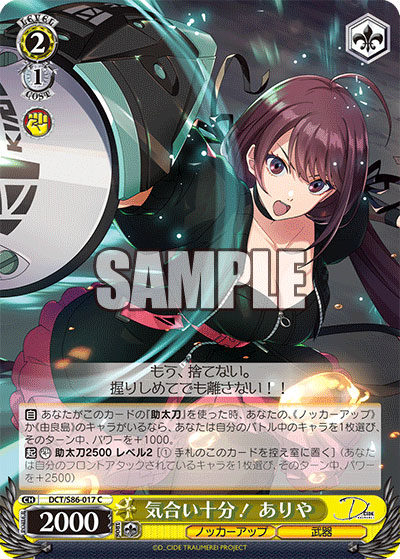 LEVEL
2
1
COST
SAMPLE
もう、捨てない。
握りしめてでも離さない！！
【自】 あなたがこのカードの「助太刀」を使った時、あなたの、《ノッカーアップ》
か《由良島》のキャラがいるなら、あなたは自分のバトル中のキャラを1枚選び、
そのターン中、パワーを+1000。
【起】 助太刀2500 レベル2 [① 手札のこのカードを控え室に置く] (あなたは
自分のフロントアタックされているキャラを1枚選び、そのターン中、パワー
を+2500)
CH DCT/S86-017 C
POWER 2000
SOUL
気合い十分！ ありや
ノッカーアップ 武器
D_CIDE
©D_CIDE TRAUMEREI PROJECT